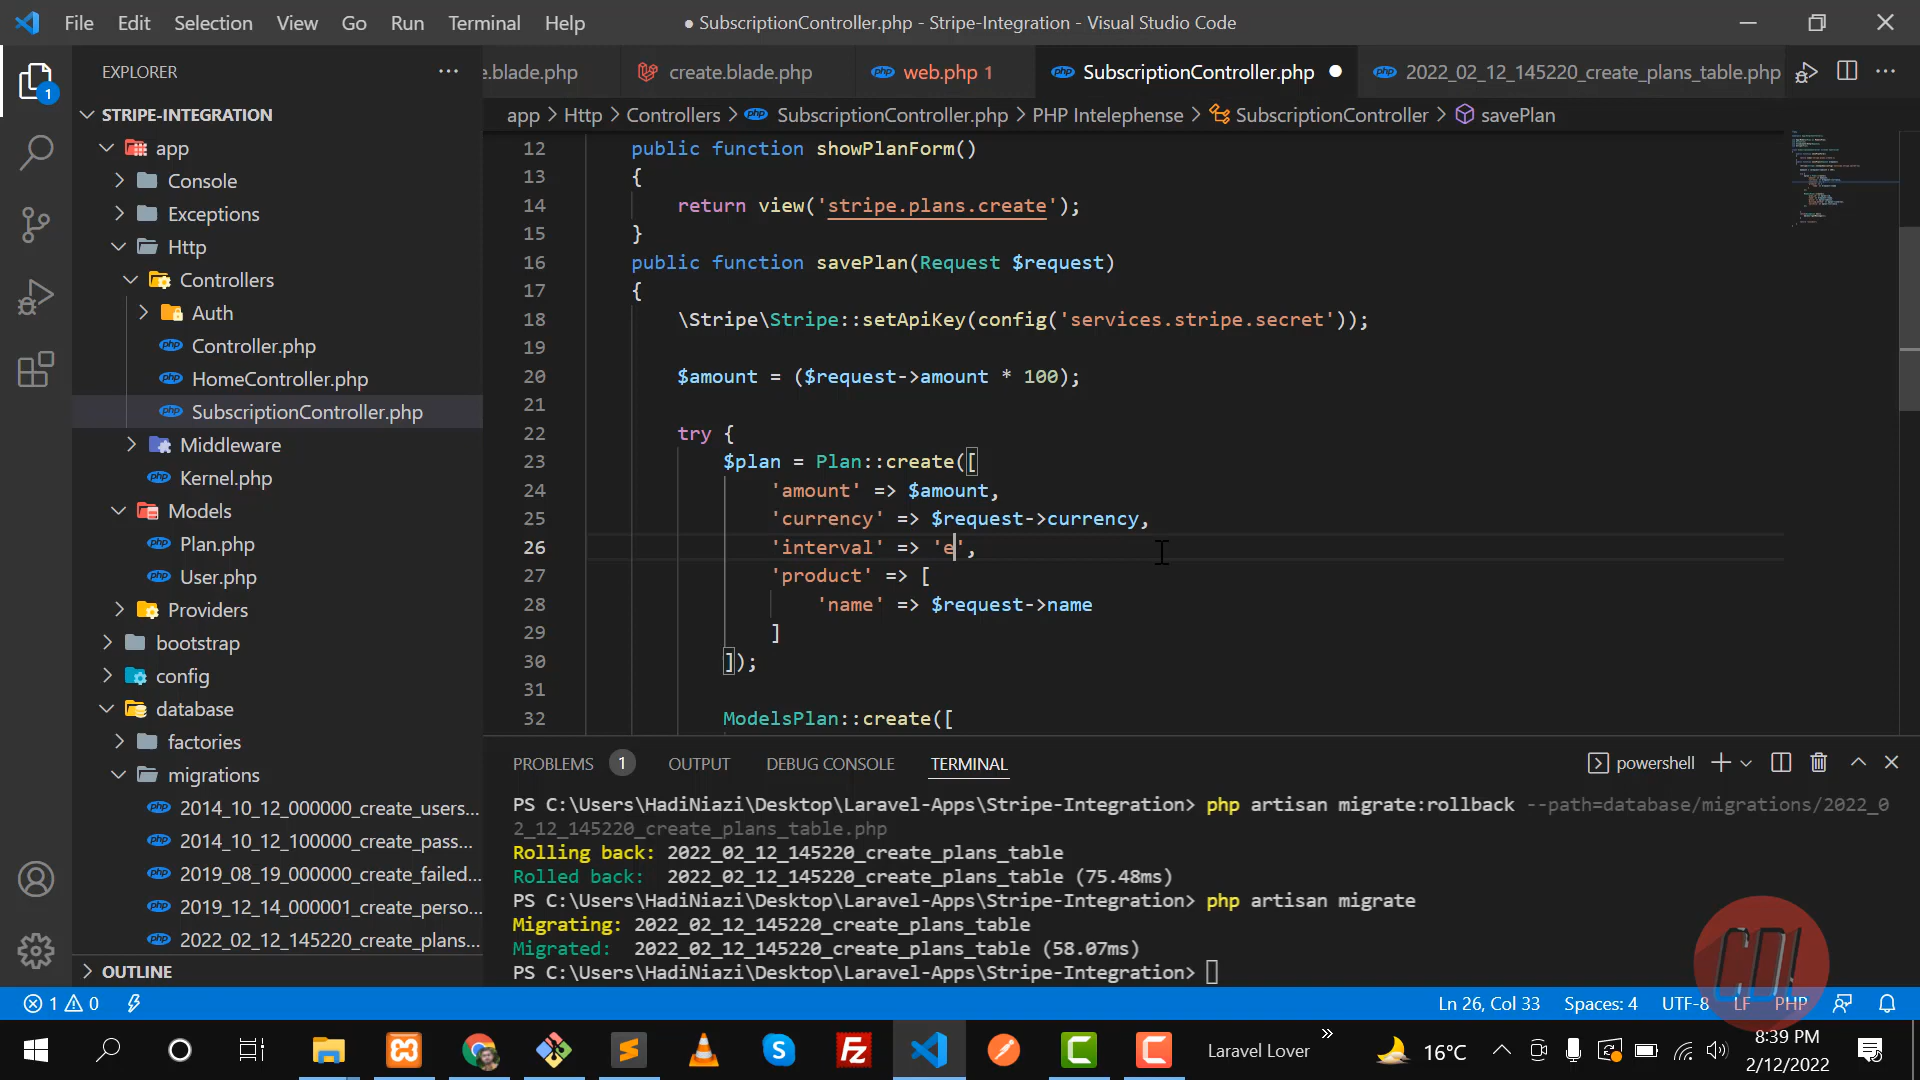 File Edit Selection View Go Run Terminal Help
● SubscriptionController.php - Stripe-Integration - Visual Studio Code
EXPLORER
e.blade.php
create.blade.php
web.php 1
SubscriptionController.php
2022_02_12_145220_create_plans_table.php
app > Http > Controllers > SubscriptionController.php > PHP Intelephense > SubscriptionController > savePlan
1
STRIPE-INTEGRATION
app
Console
Exceptions
Http
Controllers
Auth
Controller.php
HomeController.php
SubscriptionController.php
Middleware
Kernel.php
Models
Plan.php
User.php
Providers
bootstrap
config
database
factories
migrations
2014_10_12_000000_create_users...
2014_10_12_100000_create_pass...
2019_08_19_000000_create_failed...
2019_12_14_000001_create_perso...
2022_02_12_145220_create_plans...
OUTLINE
12 public function showPlanForm()
13 {
14 return view('stripe.plans.create');
15 }
16 public function savePlan(Request $request)
17 {
18 \Stripe\Stripe::setApiKey(config('services.stripe.secret'));
19
20 $amount = ($request->amount * 100);
21
22 try {
23 $plan = Plan::create([
24 'amount' => $amount,
25 'currency' => $request->currency,
26 'interval' => 'e',
27 'product' => [
28 'name' => $request->name
29 ]
30 ]);
31
32 ModelsPlan::create([
PROBLEMS 1 OUTPUT DEBUG CONSOLE TERMINAL
powershell
PS C:\Users\HadiNiazi\Desktop\Laravel-Apps\Stripe-Integration> php artisan migrate:rollback --path=database/migrations/2022_0
2_12_145220_create_plans_table.php
Rolling back: 2022_02_12_145220_create_plans_table
Rolled back: 2022_02_12_145220_create_plans_table (75.48ms)
PS C:\Users\HadiNiazi\Desktop\Laravel-Apps\Stripe-Integration> php artisan migrate
Migrating: 2022_02_12_145220_create_plans_table
Migrated: 2022_02_12_145220_create_plans_table (58.07ms)
PS C:\Users\HadiNiazi\Desktop\Laravel-Apps\Stripe-Integration>
1 0
Ln 26, Col 33 Spaces: 4 UTF-8 LF PHP
Laravel Lover
16°C
8:39 PM
2/12/2022